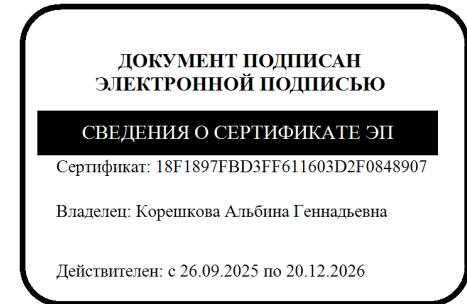 ДОКУМЕНТ ПОДПИСАН
ЭЛЕКТРОННОЙ ПОДПИСЬЮ
СВЕДЕНИЯ О СЕРТИФИКАТЕ ЭП
Сертификат: 18F1897FBD3FF611603D2F0848907
Владелец: Корешкова Альбина Геннадьевна
Действителен: с 26.09.2025 по 20.12.2026